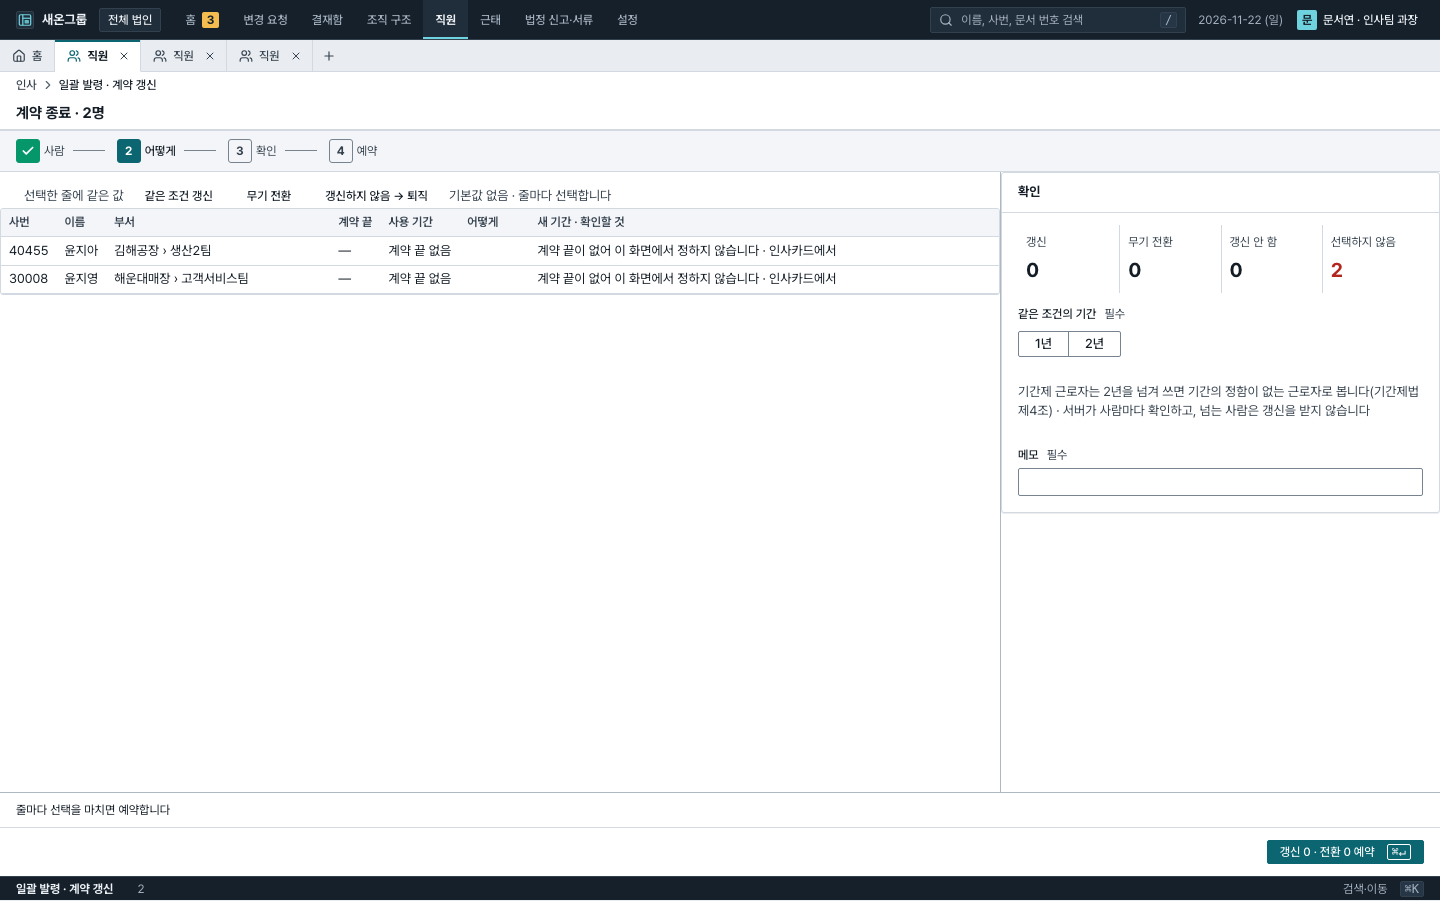 새온그룹 전체 법인 홈 3 변경 요청 결재함 조직 구조 직원 근태 법정 신고·서류 설정 이름, 사번, 문서 번호 검색 / 2026-11-22 (일) 문 문서연 · 인사팀 과장
홈 직원 직원 직원
인사 일괄 발령 · 계약 갱신
계약 종료 · 2명
사람 2 어떻게 3 확인 4 예약
선택한 줄에 같은 값 같은 조건 갱신 무기 전환 갱신하지 않음 → 퇴직 기본값 없음 · 줄마다 선택합니다
사번 이름 부서 계약 끝 사용 기간 어떻게 새 기간 · 확인할 것
40455 윤지아 김해공장 › 생산2팀 — 계약 끝 없음 계약 끝이 없어 이 화면에서 정하지 않습니다 · 인사카드에서
30008 윤지영 해운대매장 › 고객서비스팀 — 계약 끝 없음 계약 끝이 없어 이 화면에서 정하지 않습니다 · 인사카드에서
확인
갱신 무기 전환 갱신 안 함 선택하지 않음
0 0 0 2
같은 조건의 기간 필수
1년 2년
기간제 근로자는 2년을 넘겨 쓰면 기간의 정함이 없는 근로자로 봅니다(기간제법
제4조) · 서버가 사람마다 확인하고, 넘는 사람은 갱신을 받지 않습니다
메모 필수
줄마다 선택을 마치면 예약합니다
갱신 0 · 전환 0 예약 ⌘↵
일괄 발령 · 계약 갱신 2 검색·이동 ⌘K